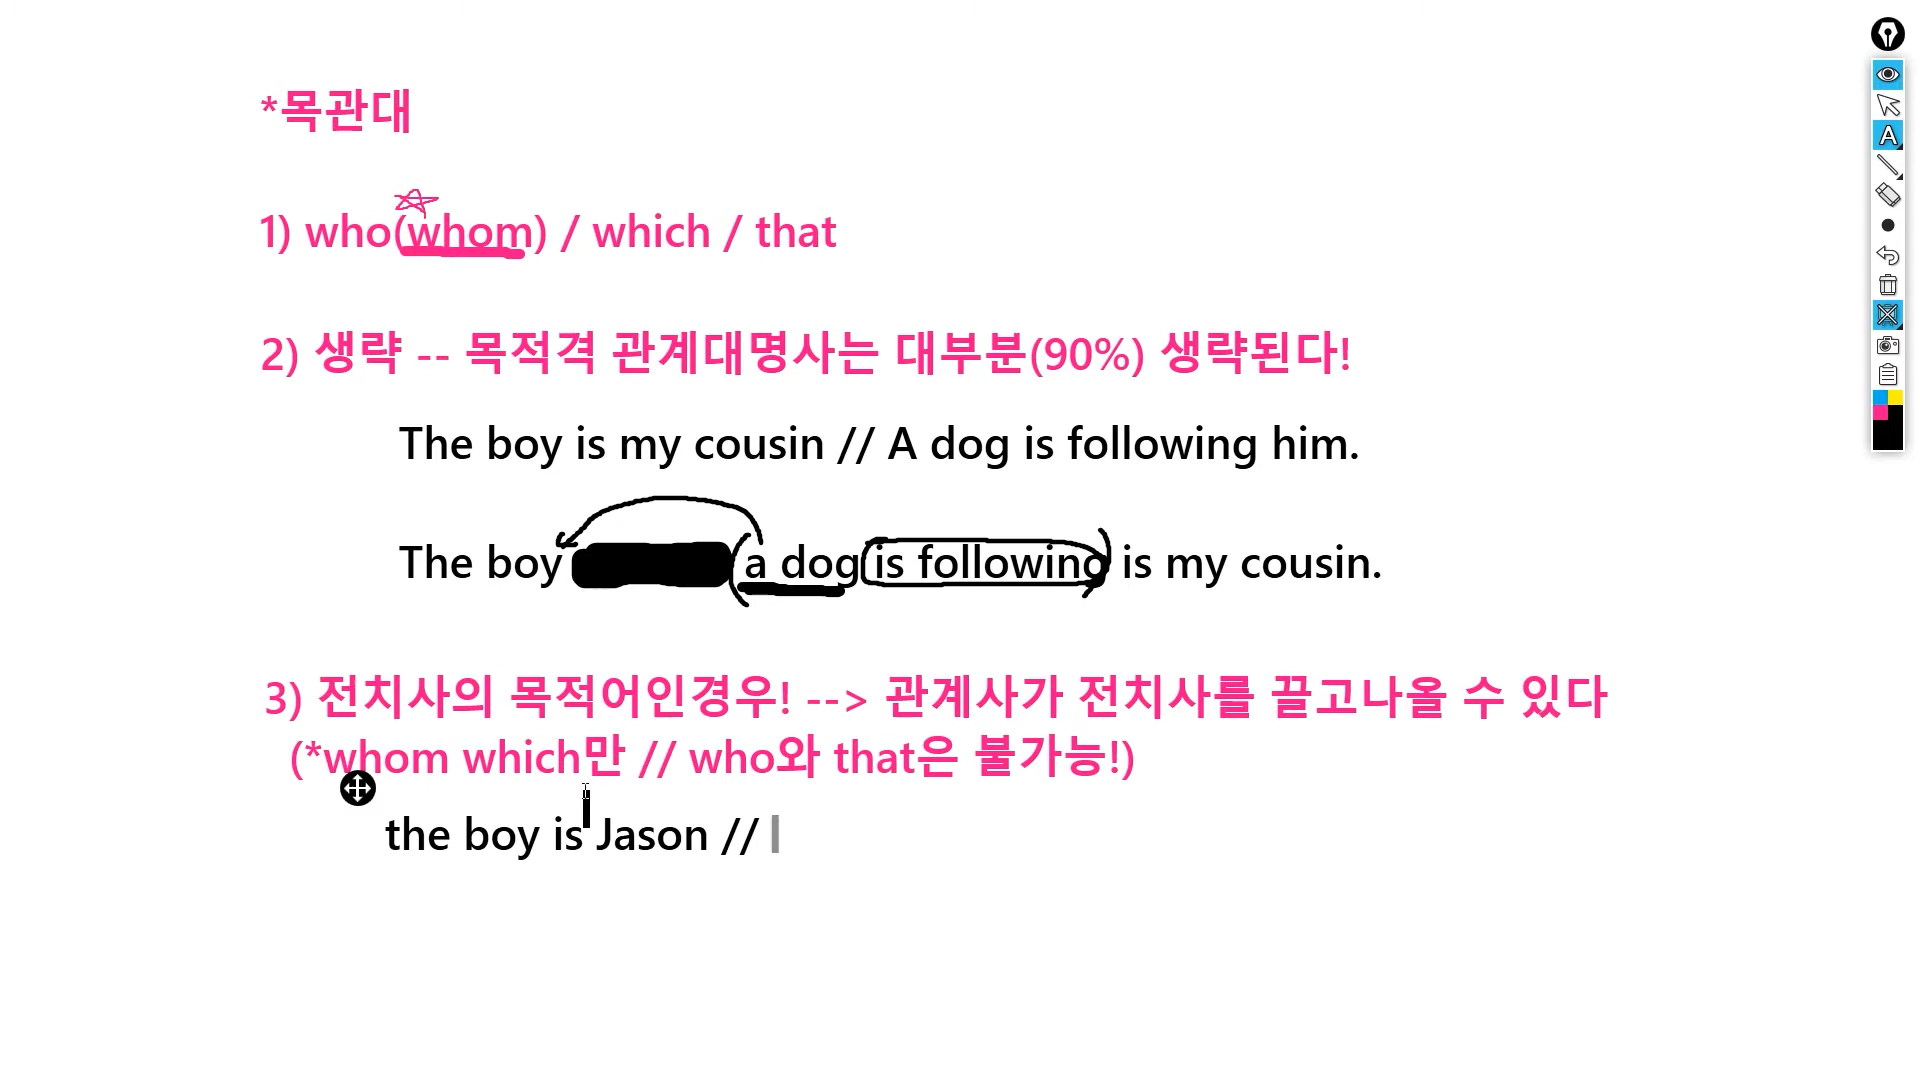 *목관대
1) who(whom) / which / that
2) 생략 -- 목적격 관계대명사는 대부분(90%) 생략된다!
The boy is my cousin // A dog is following him.
The boy a dog is following is my cousin.
3) 전치사의 목적어인경우! --> 관계사가 전치사를 끌고나올 수 있다
(*whom which만 // who와 that은 불가능!)
the boy is Jason //